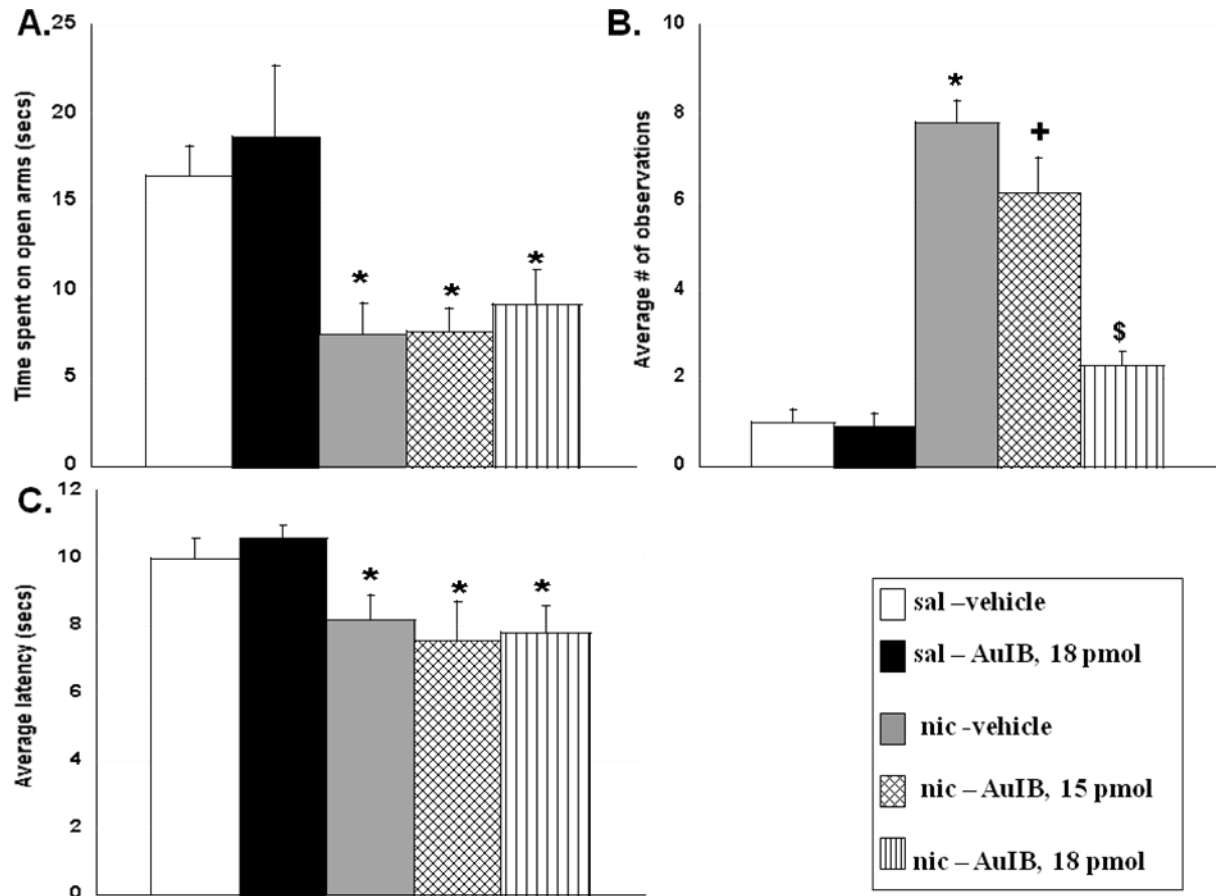 A.
Time spent on open arms (secs)
25
20
15
10
5
0
*
*
*
B.
Average # of observations
10
8
6
4
2
0
*
+
$
C.
Average latency (secs)
12
10
8
6
4
2
0
*
*
*
sal –vehicle
sal – AuIB, 18 pmol
nic -vehicle
nic – AuIB, 15 pmol
nic – AuIB, 18 pmol